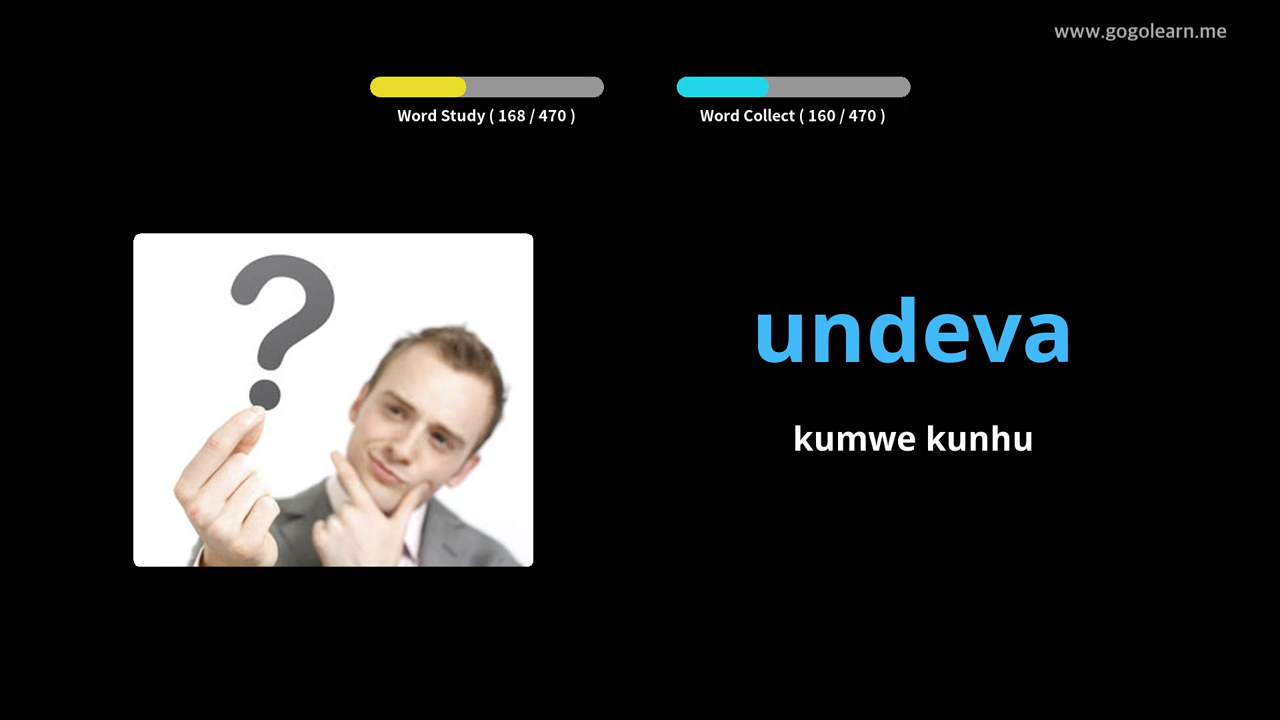 www.gogolearn.me
Word Study ( 168 / 470 )
Word Collect ( 160 / 470 )
?
undeva
kumwe kunhu